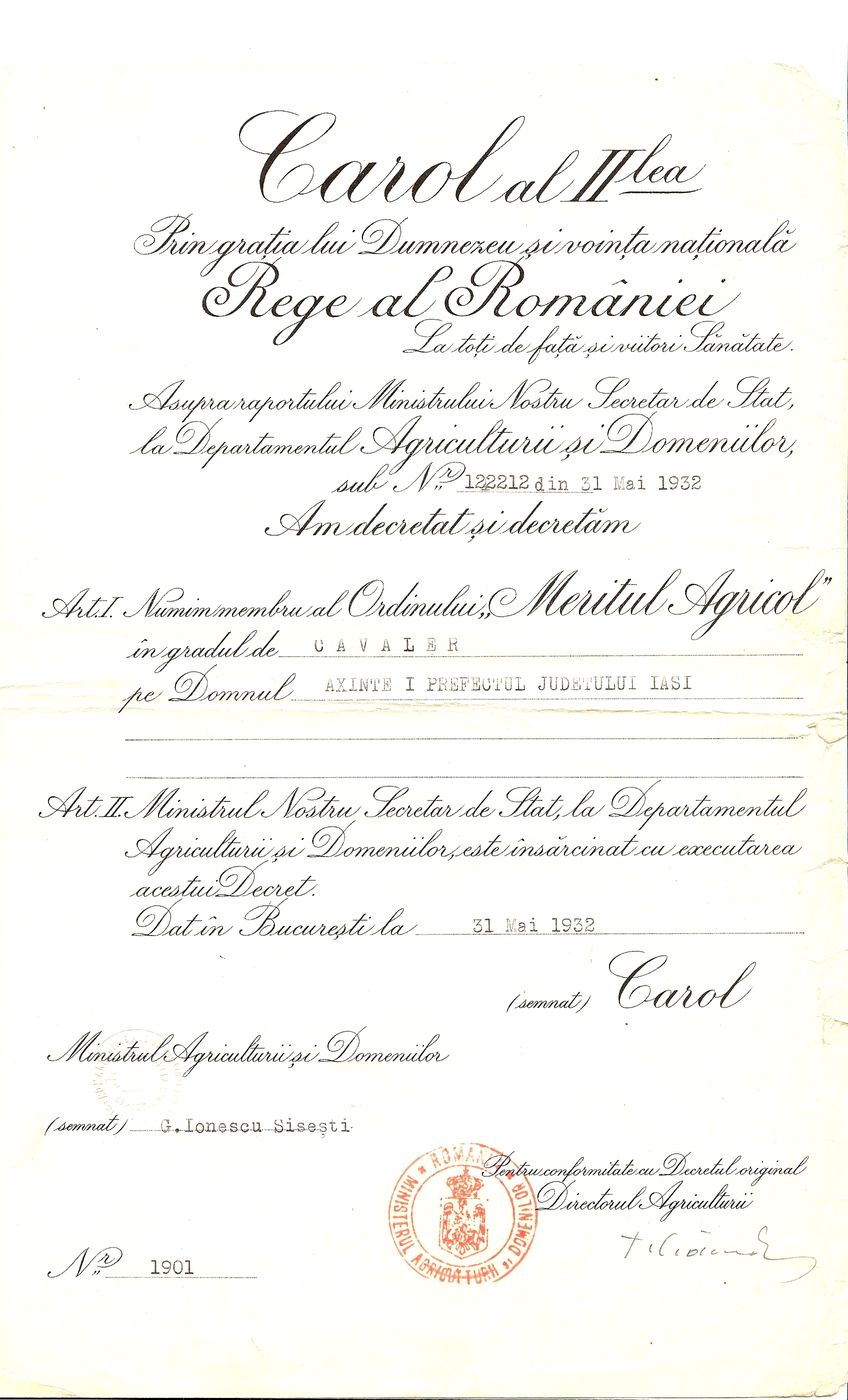 Carol al II lea
Prin grația lui Dumnezeu și voința națională
Rege al României
La toți de față și viitori Sănătate.
Asupra raportului Ministrului Nostru Secretar de Stat,
la Departamentul Agriculturii și Domeniilor,
sub Nr. 122212 din 31 Mai 1932
Am decretat și decretăm
Art. I. Numim membru al Ordinului „Meritul Agricol”
în gradul de CAVALER
pe Domnul AXINTE I PREFECTUL JUDETULUI IASI
Art. II. Ministrul Nostru Secretar de Stat, la Departamentul
Agriculturii și Domeniilor, este însărcinat cu executarea
acestui Decret.
Dat în București la 31 Mai 1932
(semnat) Carol
Ministrul Agriculturii și Domeniilor
(semnat) G.Ionescu Sisești
Pentru conformitate cu Decretul original
Directorul Agriculturii
ROMANIA
MINISTERUL AGRICULTURII ȘI DOMENIILOR
Nr. 1901